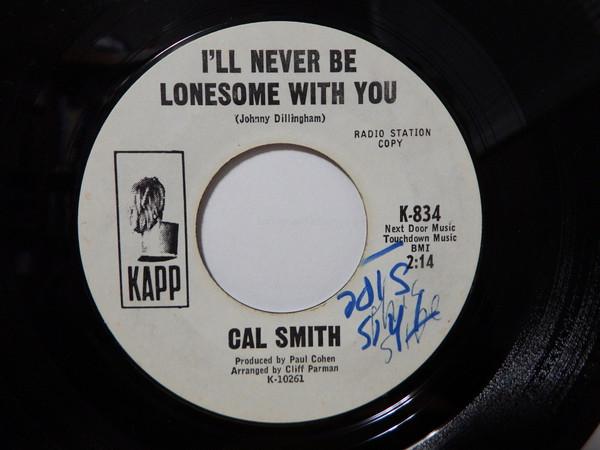 I'LL NEVER BE
LONESOME WITH YOU
(Johnny Dillingham)
RADIO STATION
COPY
K-834
Next Door Music
Touchdown Music
BMI
2:14
KAPP
CAL SMITH
Produced by Paul Cohen
Arranged by Cliff Parman
K-10261